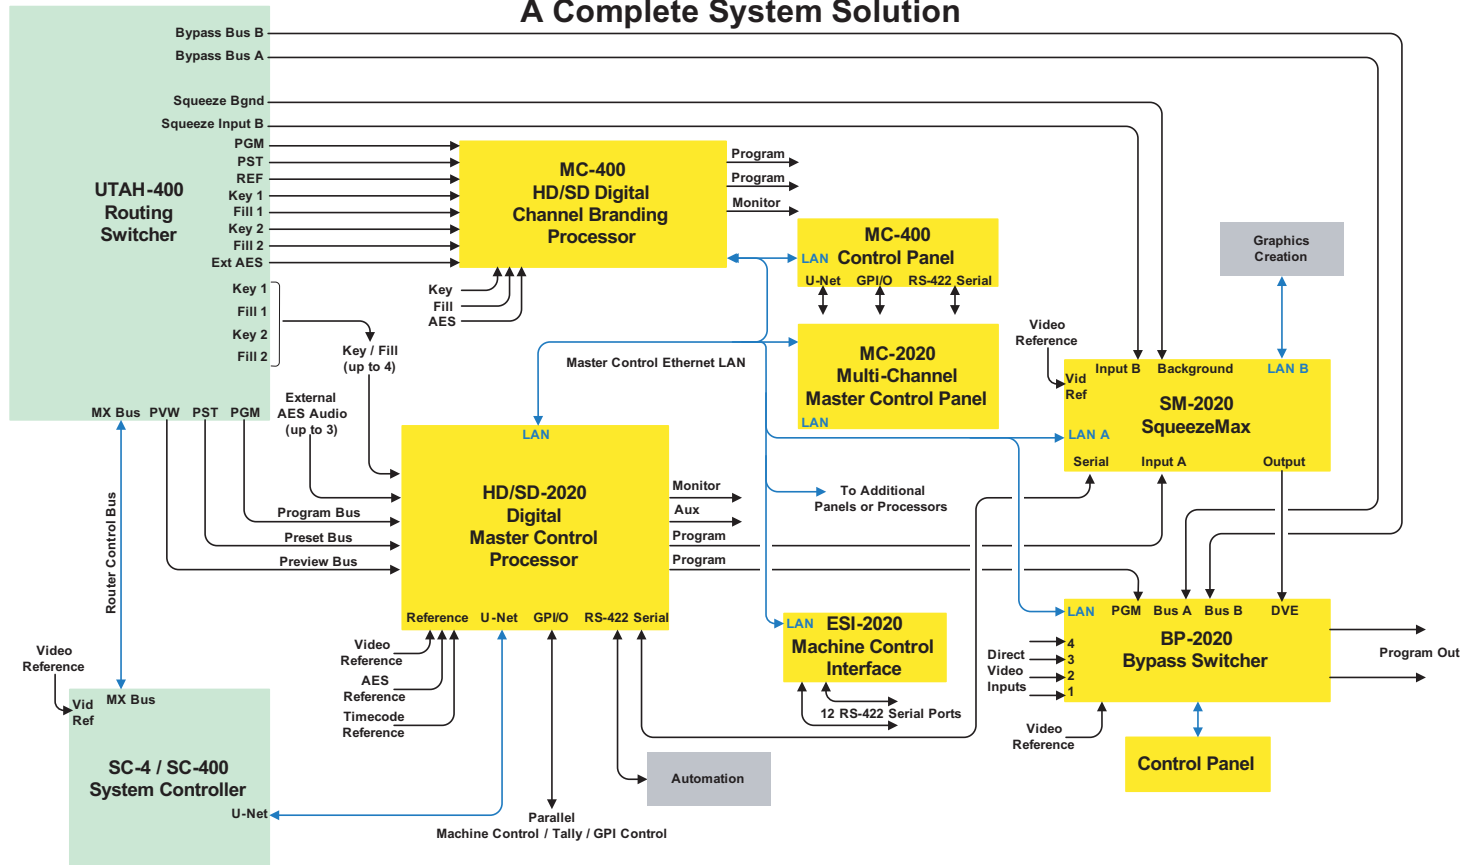 A Complete System Solution
Bypass Bus B
Bypass Bus A
Squeeze Bgnd
Squeeze Input B
PGM
PST
REF
Key 1
Fill 1
Key 2
Fill 2
Ext AES
Key 1
Fill 1
Key 2
Fill 2
UTAH-400
Routing
Switcher
MX Bus
PVW
PST
PGM
MC-400
HD/SD Digital
Channel Branding
Processor
Program
Program
Monitor
Key
Fill
AES
MC-400
Control Panel
LAN
U-Net
GPI/O
RS-422 Serial
MC-2020
Multi-Channel
Master Control Panel
LAN
Master Control Ethernet LAN
Key / Fill
(up to 4)
External
AES Audio
(up to 3)
Graphics
Creation
Video
Reference
Input B
Background
LAN B
Vid
Ref
SM-2020
SqueezeMax
LAN A
Serial
Input A
Output
LAN
HD/SD-2020
Digital
Master Control
Processor
Monitor
Aux
Program
Program
To Additional
Panels or Processors
Program Bus
Preset Bus
Preview Bus
Router Control Bus
Reference
U-Net
GPI/O
RS-422 Serial
Video
Reference
AES
Reference
Timecode
Reference
LAN
ESI-2020
Machine Control
Interface
12 RS-422 Serial Ports
LAN
PGM
Bus A
Bus B
DVE
BP-2020
Bypass Switcher
Direct
Video
Inputs
4
3
2
1
Program Out
Video
Reference
Control Panel
Video
Reference
Vid
Ref
MX Bus
SC-4 / SC-400
System Controller
U-Net
Automation
Parallel
Machine Control / Tally / GPI Control